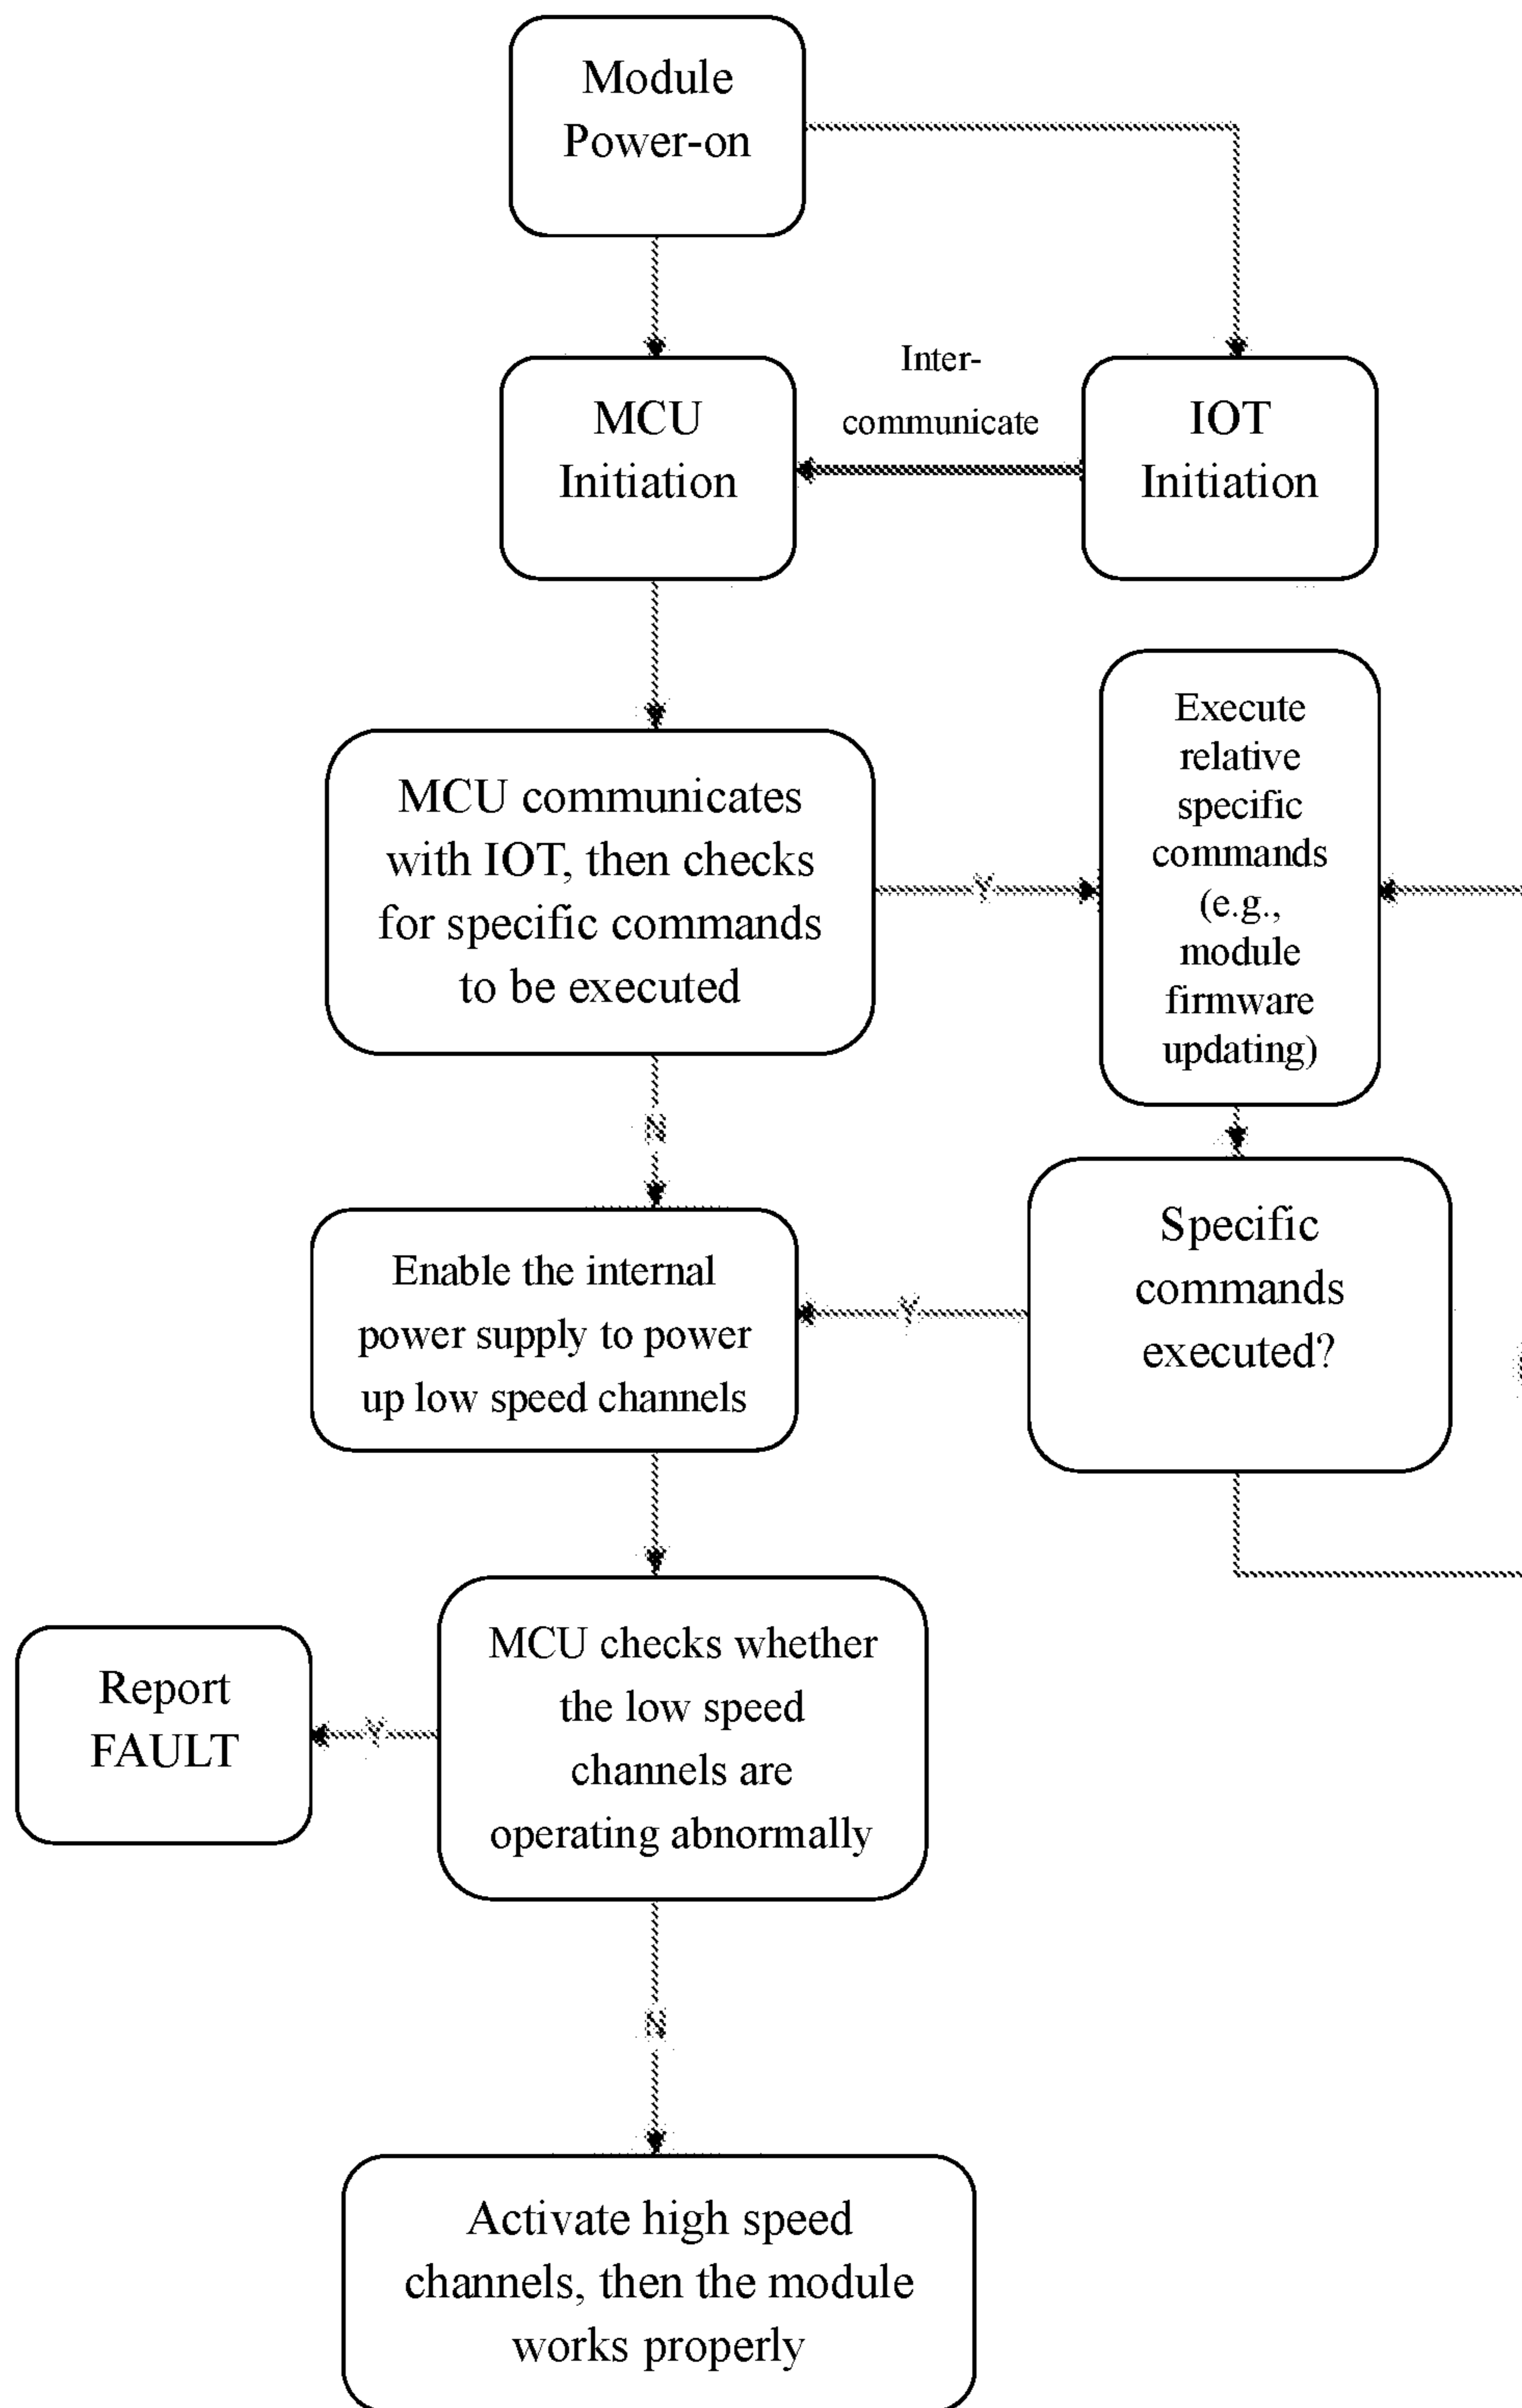 Module
Power-on
Inter-
communicate
MCU
Initiation
IOT
Initiation
MCU communicates
with IOT, then checks
for specific commands
to be executed
Y
Execute
relative
specific
commands
(e.g.,
module
firmware
updating)
N
Enable the internal
power supply to power
up low speed channels
Y
Specific
commands
executed?
MCU checks whether
the low speed
channels are
operating abnormally
Y
Report
FAULT
N
Activate high speed
channels, then the module
works properly